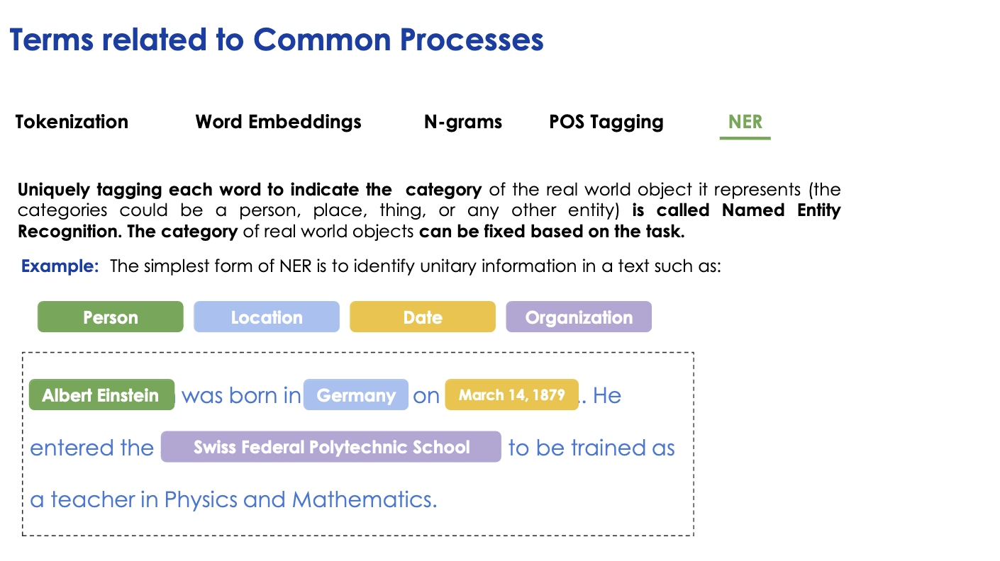 Terms related to Common Processes
Tokenization Word Embeddings N-grams POS Tagging NER
Uniquely tagging each word to indicate the category of the real world object it represents (the
categories could be a person, place, thing, or any other entity) is called Named Entity
Recognition. The category of real world objects can be fixed based on the task.
Example: The simplest form of NER is to identify unitary information in a text such as:
Person Location Date Organization
Albert Einstein was born in Germany on March 14, 1879 .. He
entered the Swiss Federal Polytechnic School to be trained as
a teacher in Physics and Mathematics.